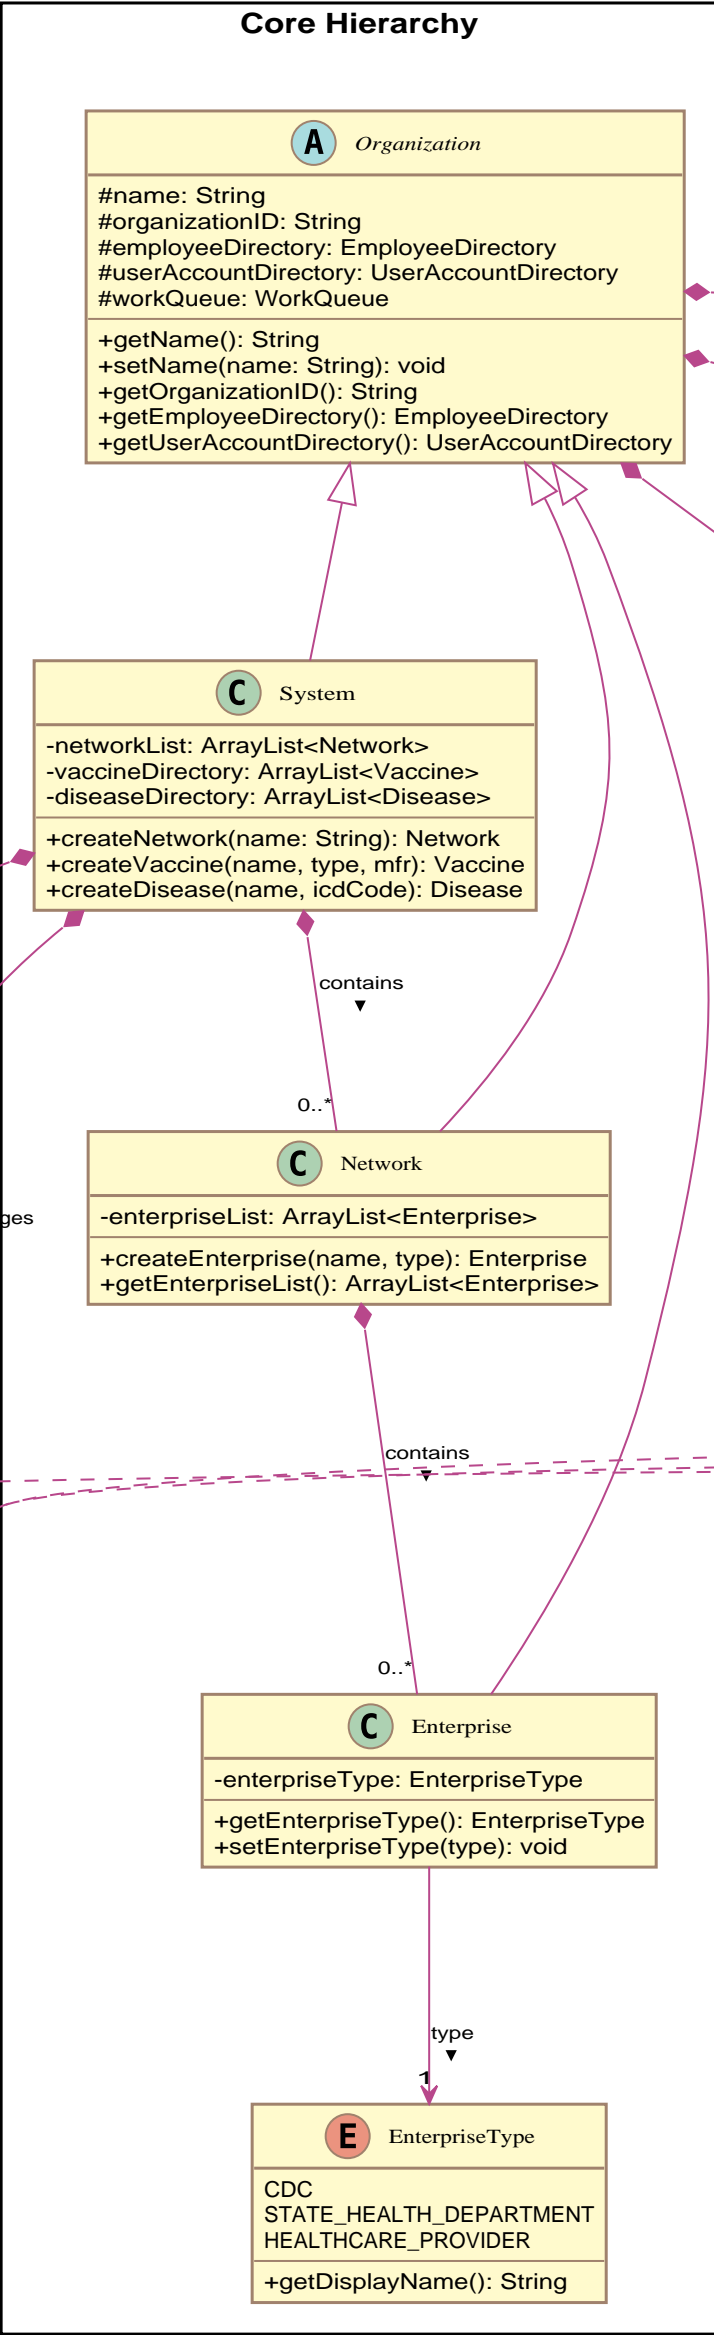 Core Hierarchy
A Organization
#name: String
#organizationID: String
#employeeDirectory: EmployeeDirectory
#userAccountDirectory: UserAccountDirectory
#workQueue: WorkQueue
+getName(): String
+setName(name: String): void
+getOrganizationID(): String
+getEmployeeDirectory(): EmployeeDirectory
+getUserAccountDirectory(): UserAccountDirectory
C System
-networkList: ArrayList<Network>
-vaccineDirectory: ArrayList<Vaccine>
-diseaseDirectory: ArrayList<Disease>
+createNetwork(name: String): Network
+createVaccine(name, type, mfr): Vaccine
+createDisease(name, icdCode): Disease
contains
0..*
C Network
-enterpriseList: ArrayList<Enterprise>
+createEnterprise(name, type): Enterprise
+getEnterpriseList(): ArrayList<Enterprise>
ges
contains
0..*
C Enterprise
-enterpriseType: EnterpriseType
+getEnterpriseType(): EnterpriseType
+setEnterpriseType(type): void
type
1
E EnterpriseType
CDC
STATE_HEALTH_DEPARTMENT
HEALTHCARE_PROVIDER
+getDisplayName(): String